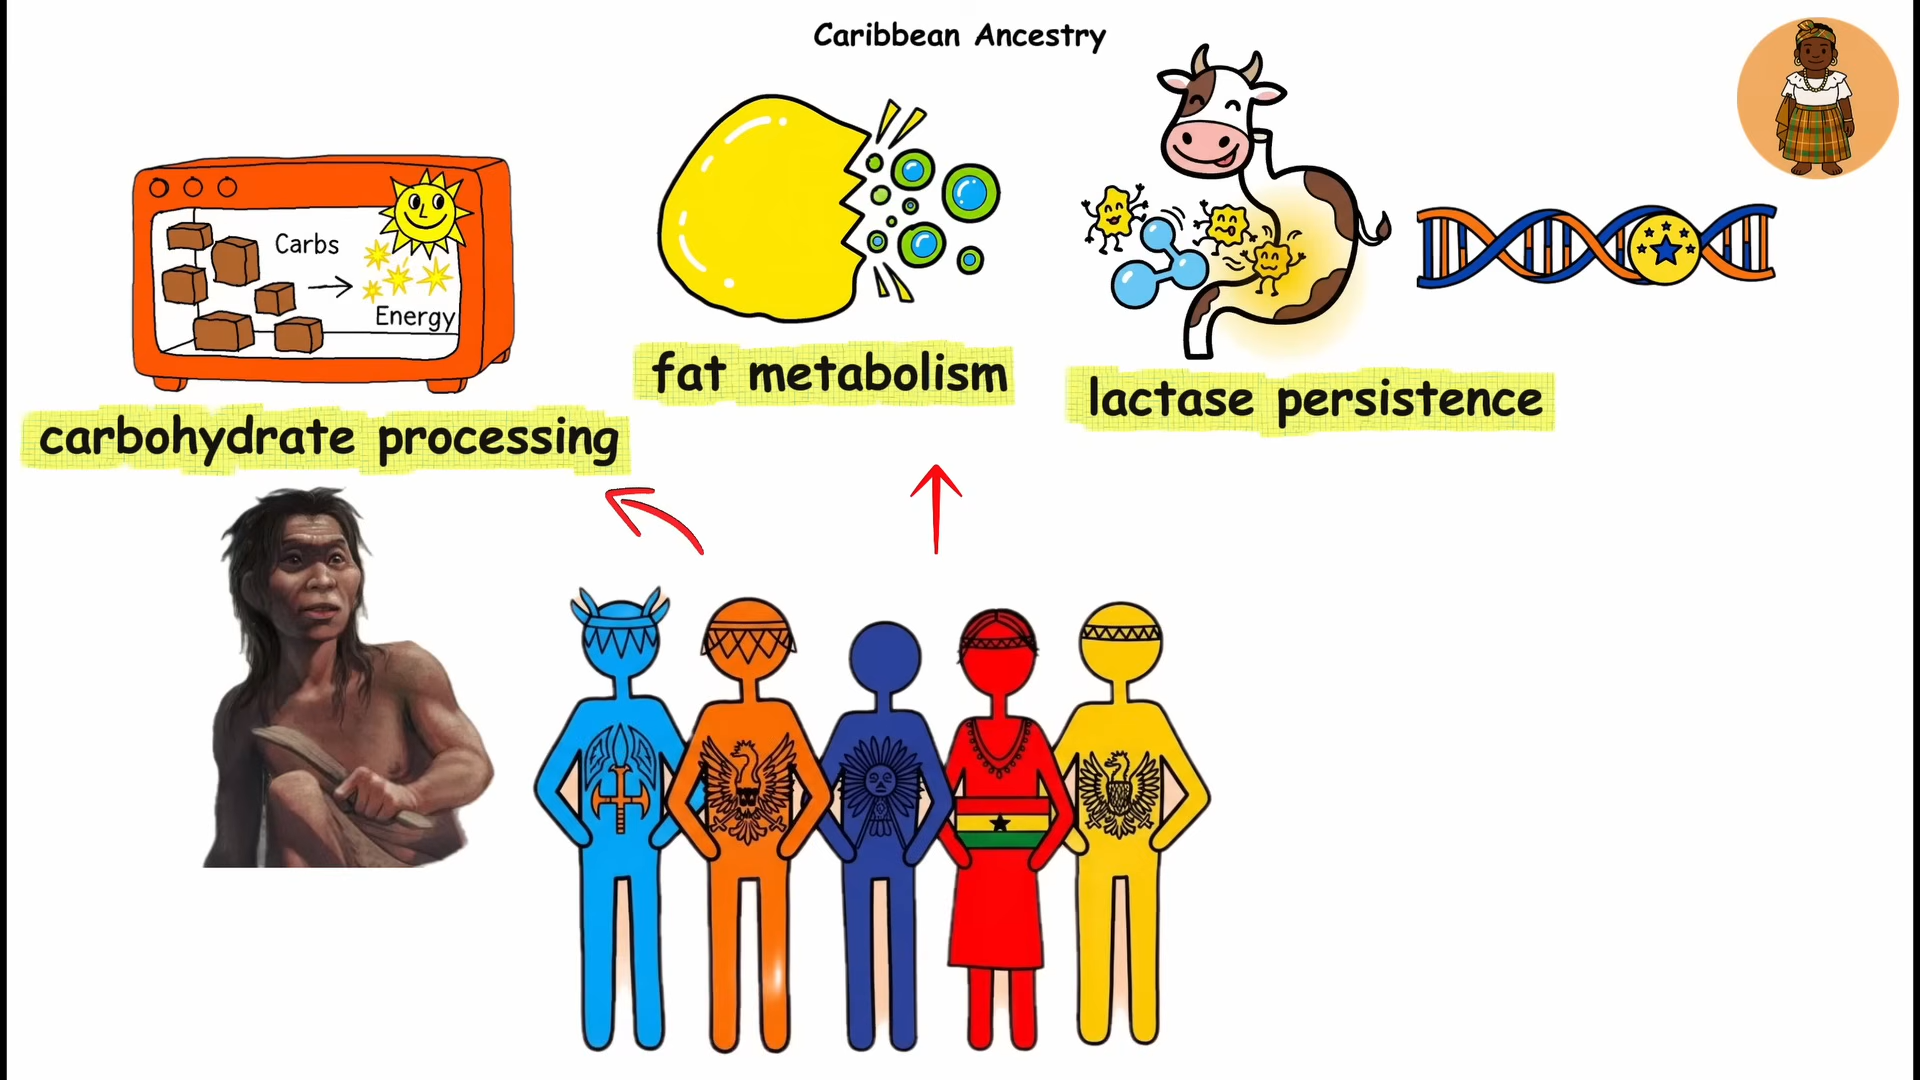 Caribbean Ancestry
Carbs
Energy
carbohydrate processing
fat metabolism
lactase persistence